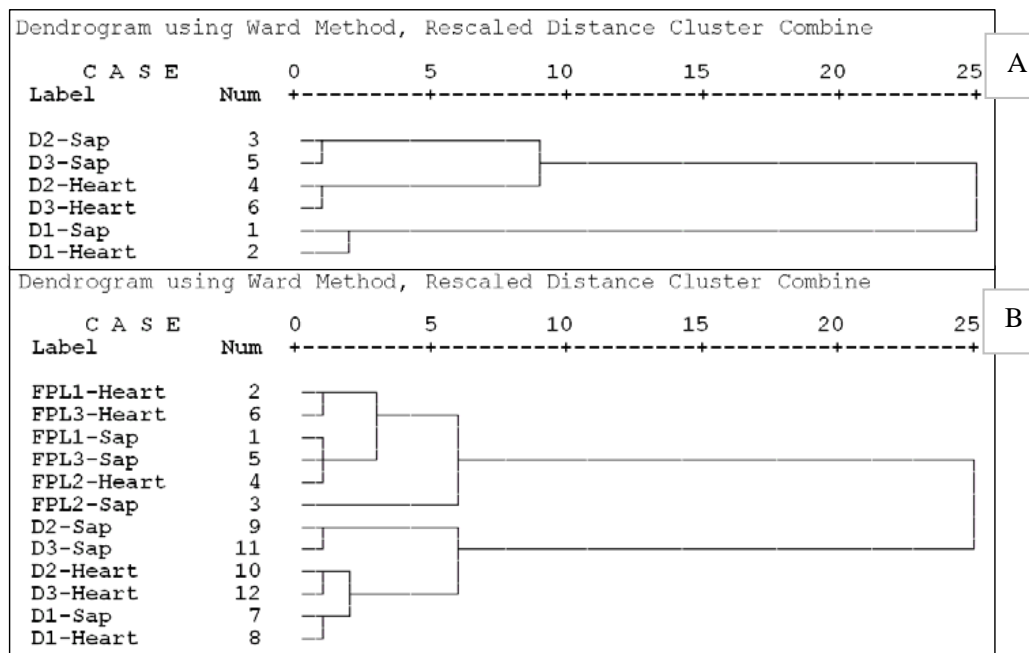 Dendrogram using Ward Method, Rescaled Distance Cluster Combine
A
C A S E 0 5 10 15 20 25
Label Num +---------+---------+---------+---------+---------+
D2-Sap 3
D3-Sap 5
D2-Heart 4
D3-Heart 6
D1-Sap 1
D1-Heart 2
Dendrogram using Ward Method, Rescaled Distance Cluster Combine
B
C A S E 0 5 10 15 20 25
Label Num +---------+---------+---------+---------+---------+
FPL1-Heart 2
FPL3-Heart 6
FPL1-Sap 1
FPL3-Sap 5
FPL2-Heart 4
FPL2-Sap 3
D2-Sap 9
D3-Sap 11
D2-Heart 10
D3-Heart 12
D1-Sap 7
D1-Heart 8